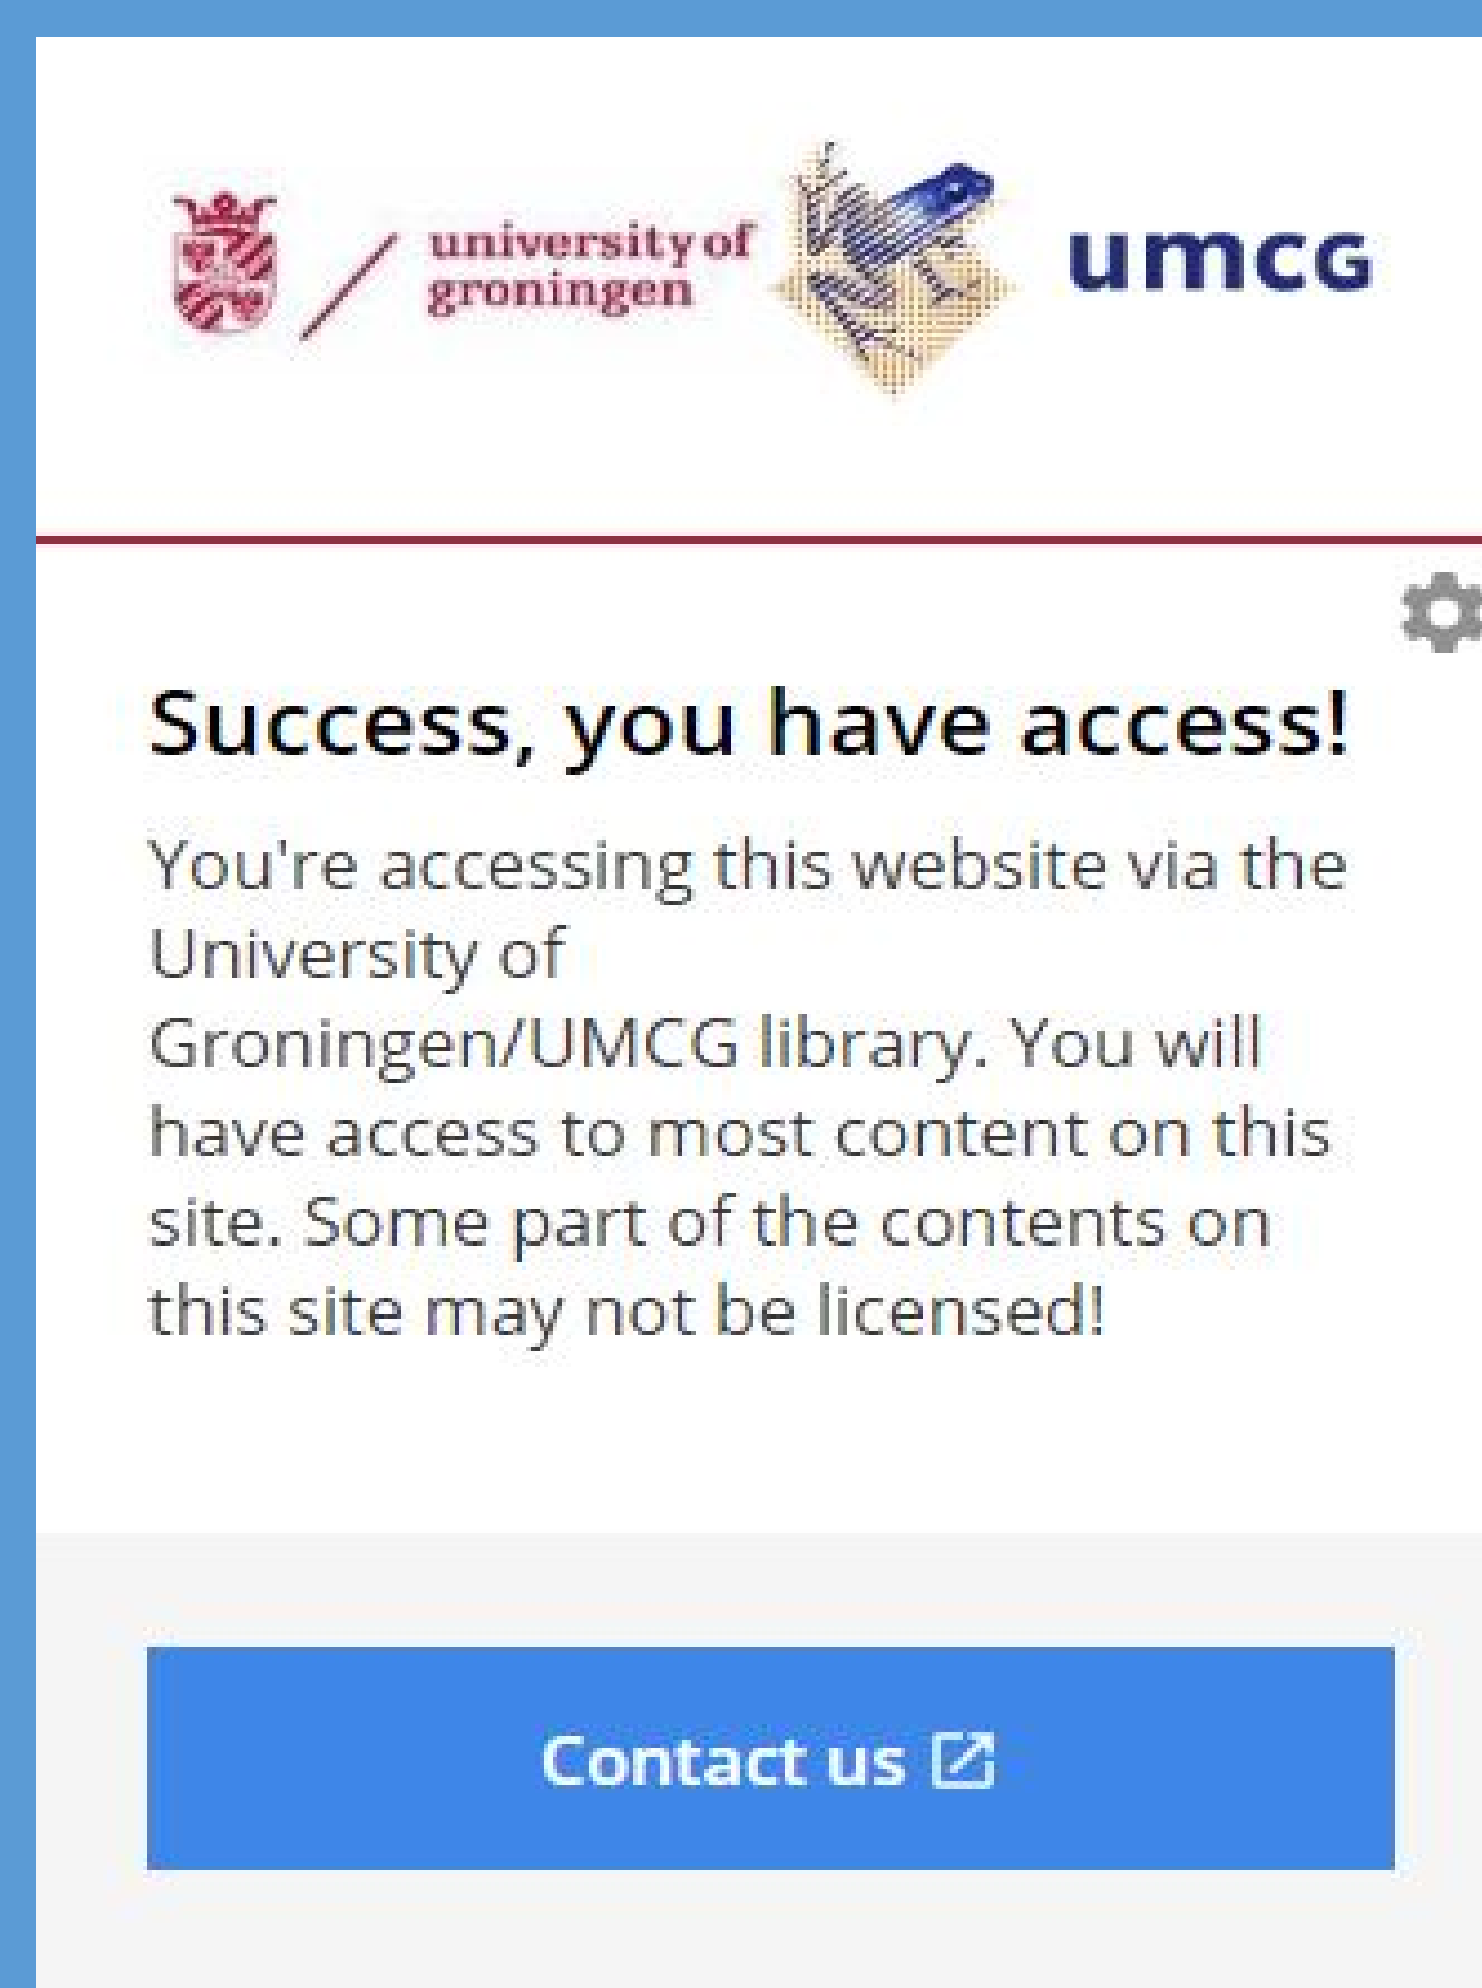 university of
groningen
umcg
Success, you have access!
You're accessing this website via the
University of
Groningen/UMCG library. You will
have access to most content on this
site. Some part of the contents on
this site may not be licensed!
Contact us